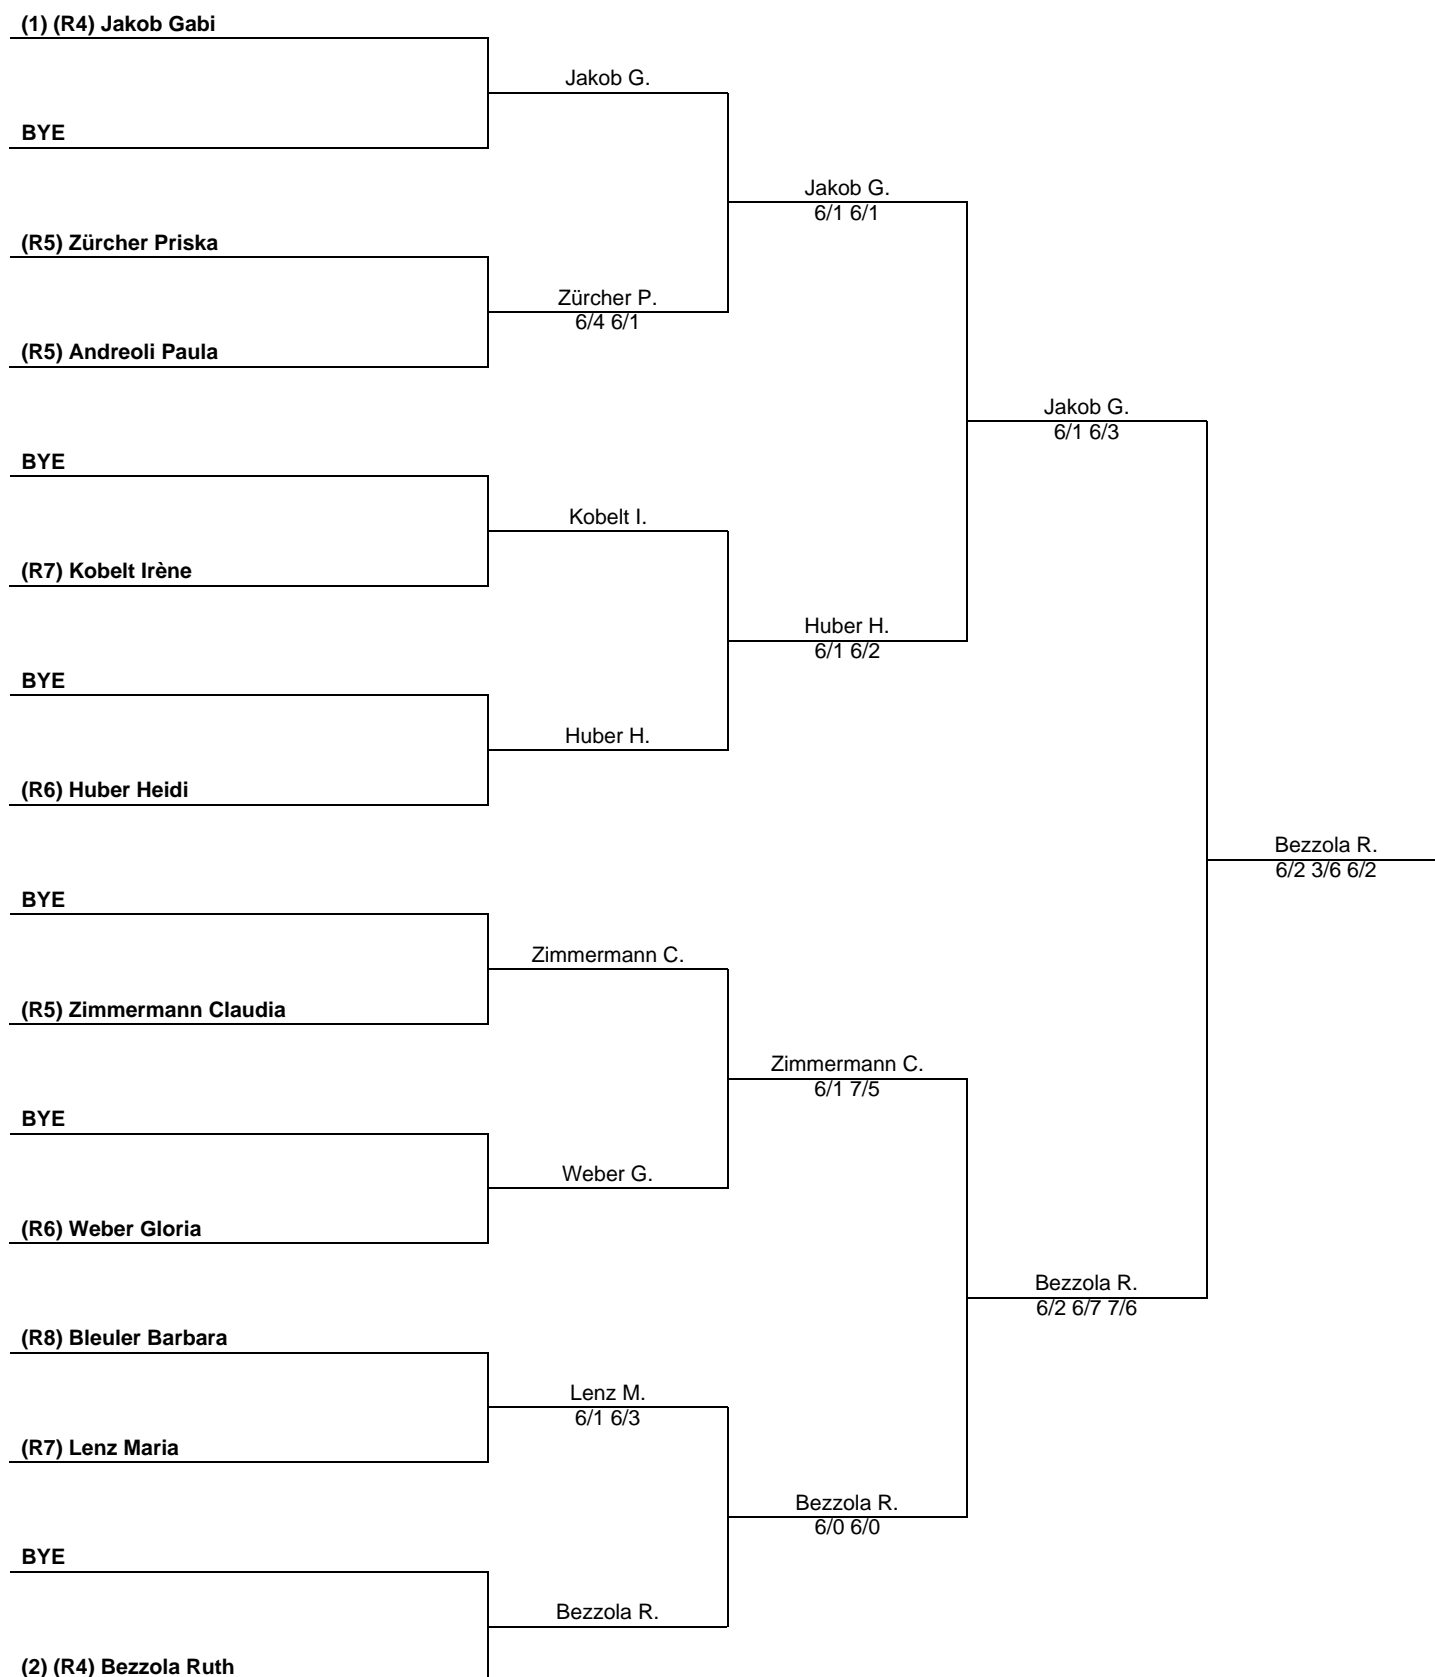 (1) (R4) Jakob Gabi
Jakob G.
BYE
Jakob G.
6/1 6/1
(R5) Zürcher Priska
Zürcher P.
6/4 6/1
(R5) Andreoli Paula
Jakob G.
6/1 6/3
BYE
Kobelt I.
(R7) Kobelt Irène
Huber H.
6/1 6/2
BYE
Huber H.
(R6) Huber Heidi
Bezzola R.
6/2 3/6 6/2
BYE
Zimmermann C.
(R5) Zimmermann Claudia
Zimmermann C.
6/1 7/5
BYE
Weber G.
(R6) Weber Gloria
Bezzola R.
6/2 6/7 7/6
(R8) Bleuler Barbara
Lenz M.
6/1 6/3
(R7) Lenz Maria
Bezzola R.
6/0 6/0
BYE
Bezzola R.
(2) (R4) Bezzola Ruth